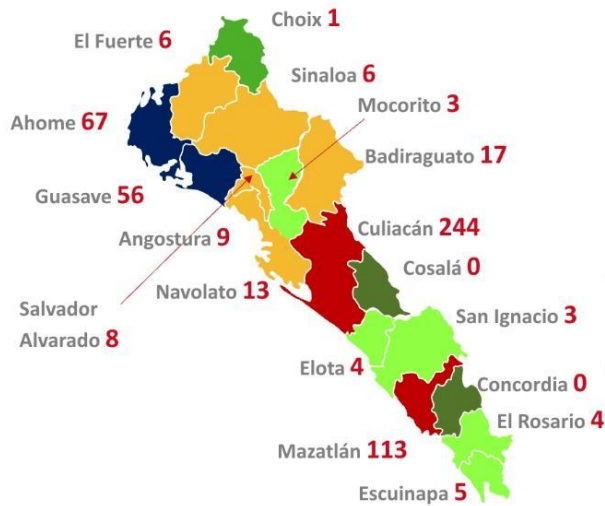 Choix 1
El Fuerte 6
Sinaloa 6
Mocorito 3
Ahome 67
Badiraguato 17
Guasave 56
Culiacán 244
Angostura 9
Cosalá 0
Navolato 13
Salvador
Alvarado 8
San Ignacio 3
Elota 4
Concordia 0
El Rosario 4
Mazatlán 113
Escuinapa 5